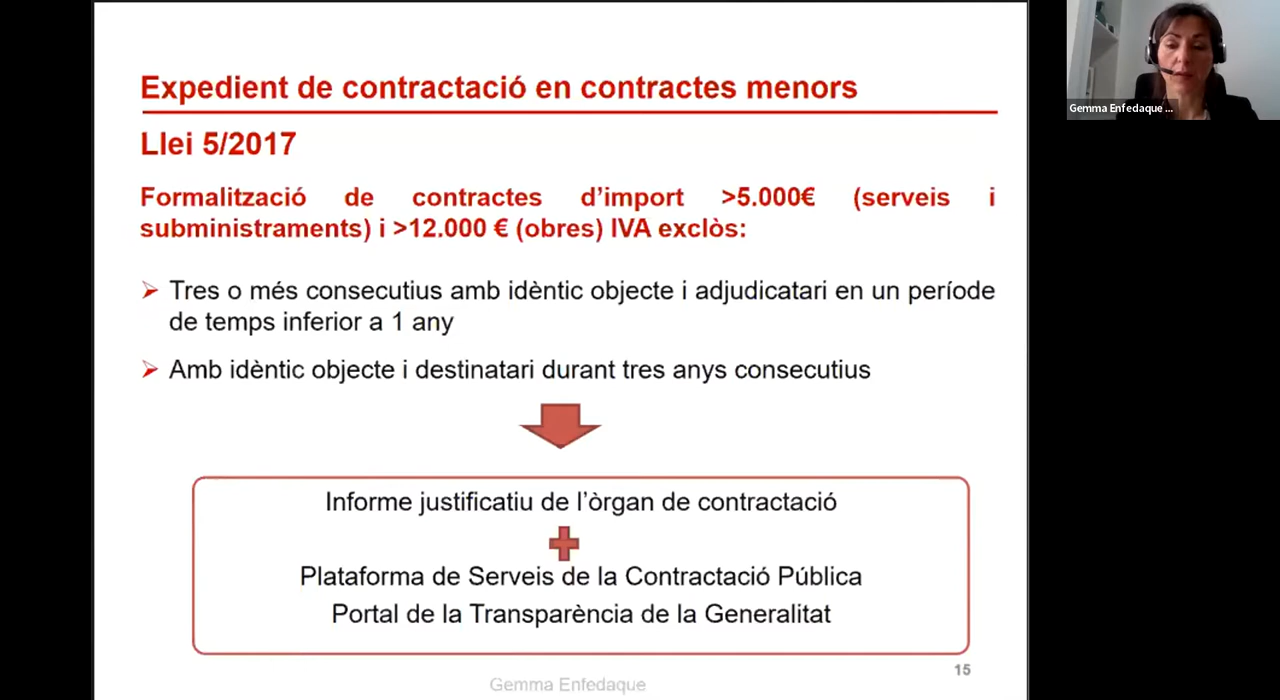 Expedient de contractació en contractes menors
Llei 5/2017
Formalització de contractes d’import >5.000€ (serveis i
subministraments) i >12.000 € (obres) IVA exclòs:
Tres o més consecutius amb idèntic objecte i adjudicatari en un període
de temps inferior a 1 any
Amb idèntic objecte i destinatari durant tres anys consecutius
Informe justificatiu de l’òrgan de contractació
Plataforma de Serveis de la Contractació Pública
Portal de la Transparència de la Generalitat
15
Gemma Enfedaque
Gemma Enfedaque ...